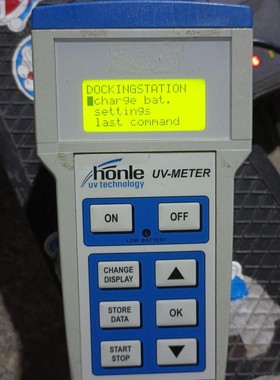 DOCKINGSTATION
charge bat.
settings
last command
hönle UV-METER
uv technology
ON OFF
LOW BATTERY
CHANGE DISPLAY
STORE DATA OK
START STOP